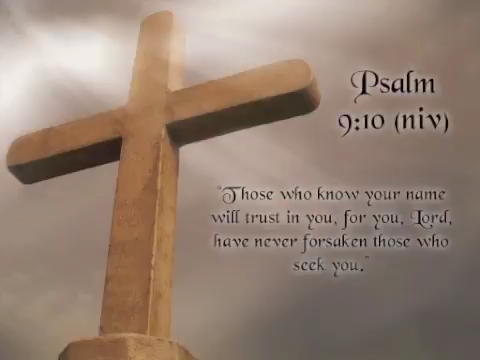 Psalm
9:10 (niv)
"Those who know your name
will trust in you, for you, Lord,
have never forsaken those who
seek you."